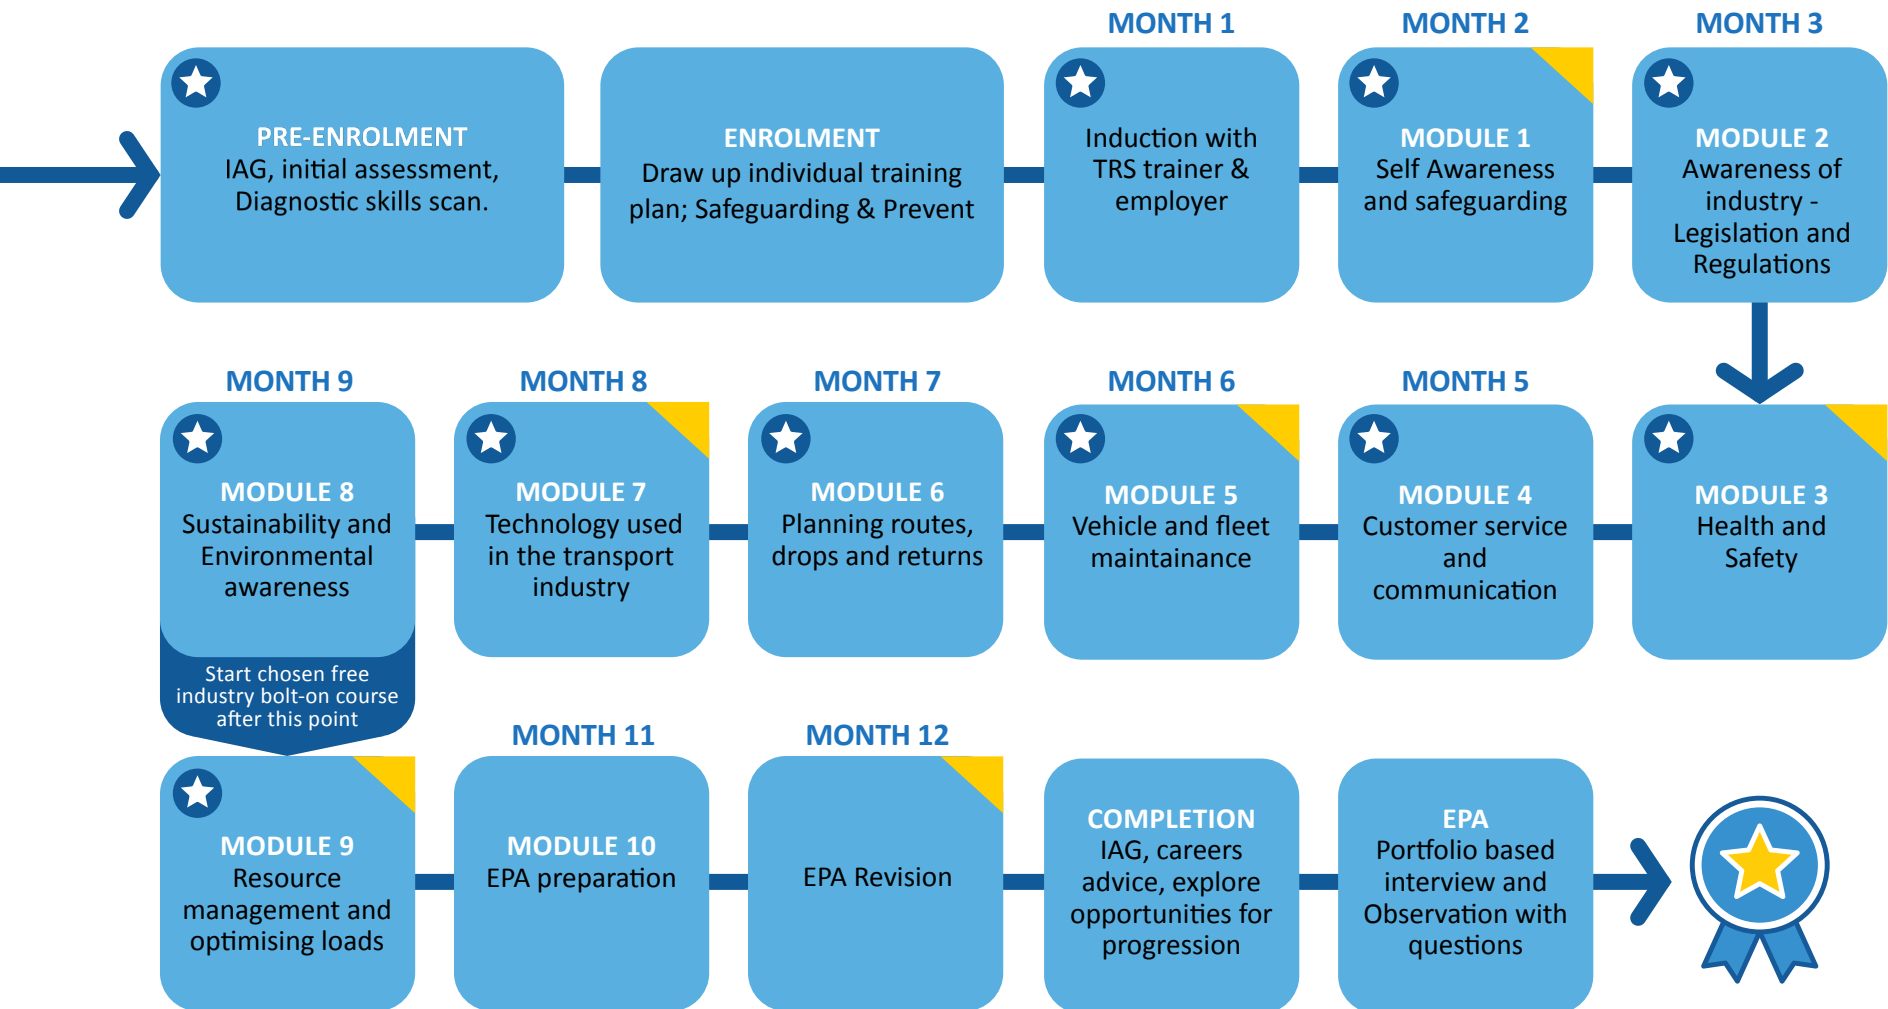 MONTH 1
MONTH 2
MONTH 3
PRE-ENROLMENT
IAG, initial assessment,
Diagnostic skills scan.
ENROLMENT
Draw up individual training
plan; Safeguarding & Prevent
Induction with
TRS trainer &
employer
MODULE 1
Self Awareness
and safeguarding
MODULE 2
Awareness of
industry -
Legislation and
Regulations
MODULE 3
Health and
Safety
MONTH 5
MODULE 4
Customer service
and
communication
MONTH 6
MODULE 5
Vehicle and fleet
maintainance
MONTH 7
MODULE 6
Planning routes,
drops and returns
MONTH 8
MODULE 7
Technology used
in the transport
industry
MONTH 9
MODULE 8
Sustainability and
Environmental
awareness
Start chosen free
industry bolt-on course
after this point
MODULE 9
Resource
management and
optimising loads
MONTH 11
MODULE 10
EPA preparation
MONTH 12
EPA Revision
COMPLETION
IAG, careers
advice, explore
opportunities for
progression
EPA
Portfolio based
interview and
Observation with
questions